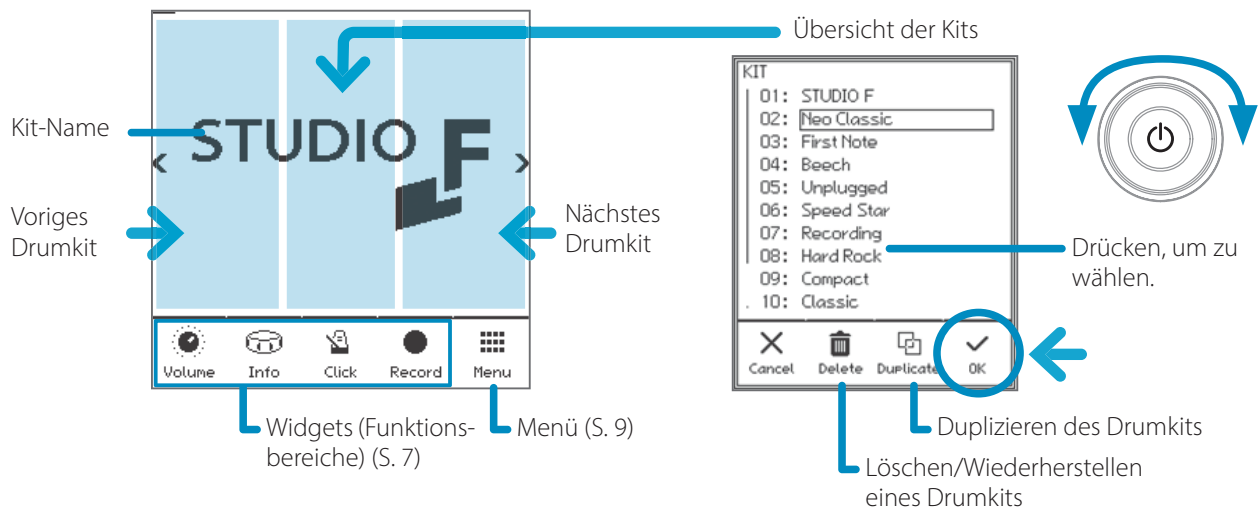 Übersicht der Kits
Kit-Name
STUDIO F
Voriges
Drumkit
Nächstes
Drumkit
Volume
Info
Click
Record
Menu
Widgets (Funktions-
bereiche) (S. 7)
Menü (S. 9)
KIT
01: STUDIO F
02: Neo Classic
03: First Note
04: Beech
05: Unplugged
06: Speed Star
07: Recording
08: Hard Rock
09: Compact
10: Classic
Drücken, um zu
wählen.
Cancel
Delete
Duplicate
OK
Duplizieren des Drumkits
Löschen/Wiederherstellen
eines Drumkits